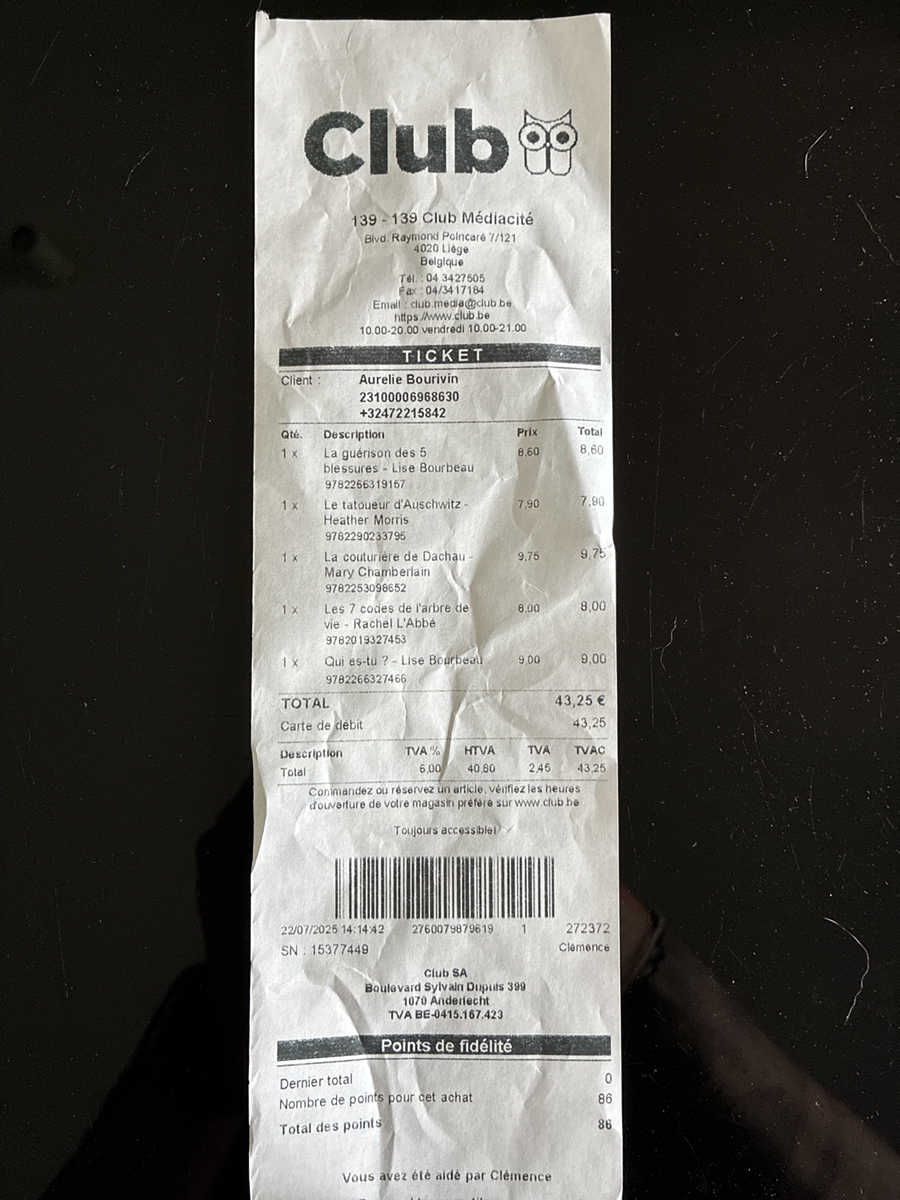 Club
139 - 139 Club Médiacité
Blvd. Raymond Poincaré 7/121
4020 Liège
Belgique
Tél. : 04 3427605
Fax : 04/3417184
Email : club.media@club.be
https://www.club.be
10.00-20.00 vendredi 10.00-21.00
TICKET
Client : Aurelie Bourivin
23100006968630
+32472215842
Qté. Description Prix Total
1 x La guérison des 5 8,60 8,60
blessures - Lise Bourbeau
9782266319157
1 x Le tatoueur d'Auschwitz - 7,90 7,90
Heather Morris
9782290233795
1 x La couturière de Dachau - 9,75 9,75
Mary Chamberlain
9782253098652
1 x Les 7 codes de l'arbre de 8,00 8,00
vie - Rachel L'Abbé
9782019327453
1 x Qui es-tu ? - Lise Bourbeau 9,00 9,00
9782266327466
TOTAL 43,25 €
Carte de débit 43,25
Description TVA % HTVA TVA TVAC
Total 6,00 40,80 2,45 43,25
Commandez ou réservez un article, vérifiez les heures
d'ouverture de votre magasin préféré sur www.club.be
Toujours accessible!
22/07/2025 14:14:42 2760079879619 1 272372
SN : 15377449 Clémence
Club SA
Boulevard Sylvain Dupuis 399
1070 Anderlecht
TVA BE-0415.167.423
Points de fidélité
Dernier total 0
Nombre de points pour cet achat 86
Total des points 86
Vous avez été aidé par Clémence